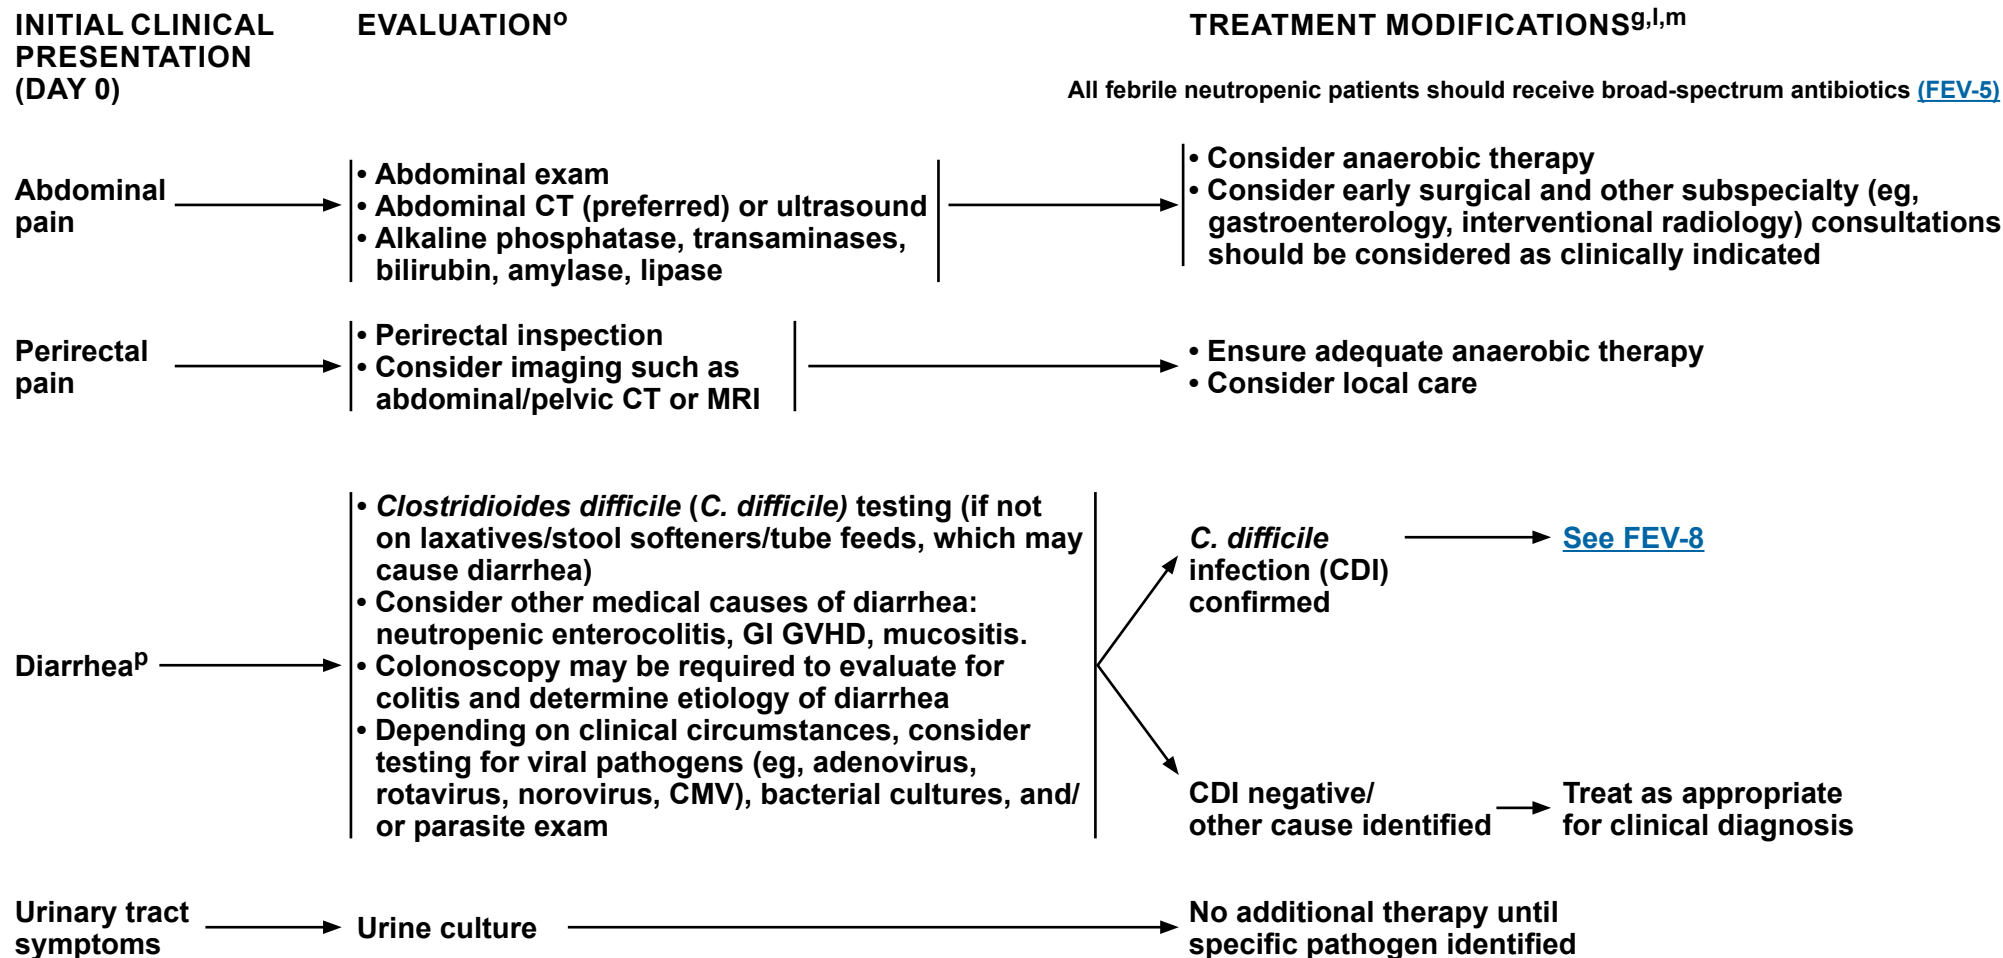 INITIAL CLINICAL PRESENTATION (DAY 0)
EVALUATIONᵒ
TREATMENT MODIFICATIONSᵍ,ˡ,ᵐ
All febrile neutropenic patients should receive broad-spectrum antibiotics (FEV-5)
Abdominal
pain
• Abdominal exam
• Abdominal CT (preferred) or ultrasound
• Alkaline phosphatase, transaminases,
bilirubin, amylase, lipase
• Consider anaerobic therapy
• Consider early surgical and other subspecialty (eg,
gastroenterology, interventional radiology) consultations
should be considered as clinically indicated
Perirectal
pain
• Perirectal inspection
• Consider imaging such as
abdominal/pelvic CT or MRI
• Ensure adequate anaerobic therapy
• Consider local care
Diarrheaᵖ
• Clostridioides difficile (C. difficile) testing (if not
on laxatives/stool softeners/tube feeds, which may
cause diarrhea)
• Consider other medical causes of diarrhea:
neutropenic enterocolitis, GI GVHD, mucositis.
• Colonoscopy may be required to evaluate for
colitis and determine etiology of diarrhea
• Depending on clinical circumstances, consider
testing for viral pathogens (eg, adenovirus,
rotavirus, norovirus, CMV), bacterial cultures, and/
or parasite exam
C. difficile
infection (CDI)
confirmed
See FEV-8
CDI negative/
other cause identified
Treat as appropriate
for clinical diagnosis
Urinary tract
symptoms
Urine culture
No additional therapy until
specific pathogen identified